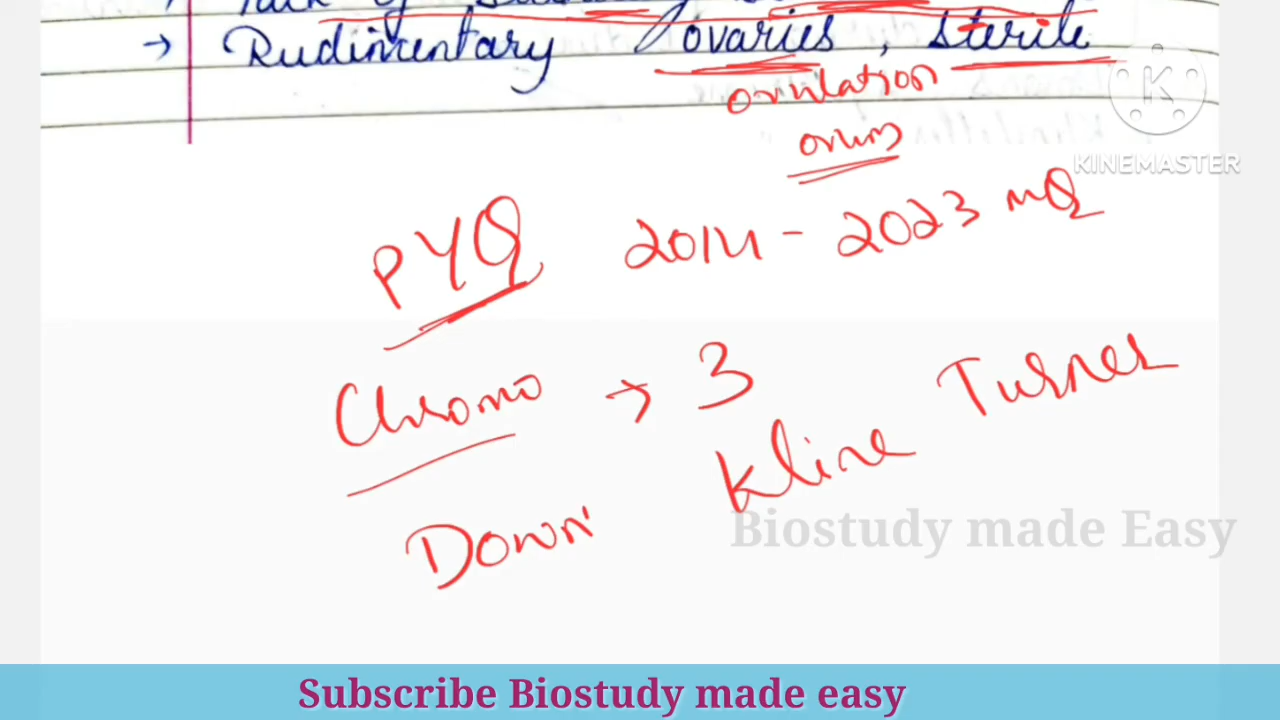 → Rudimentary ovaries, sterile
ovulation
ovum
K
KINEMASTER
PYQ 2014 - 2023 MQ
Chromo → 3
Down' Kline Turner
Biostudy made Easy
Subscribe Biostudy made easy